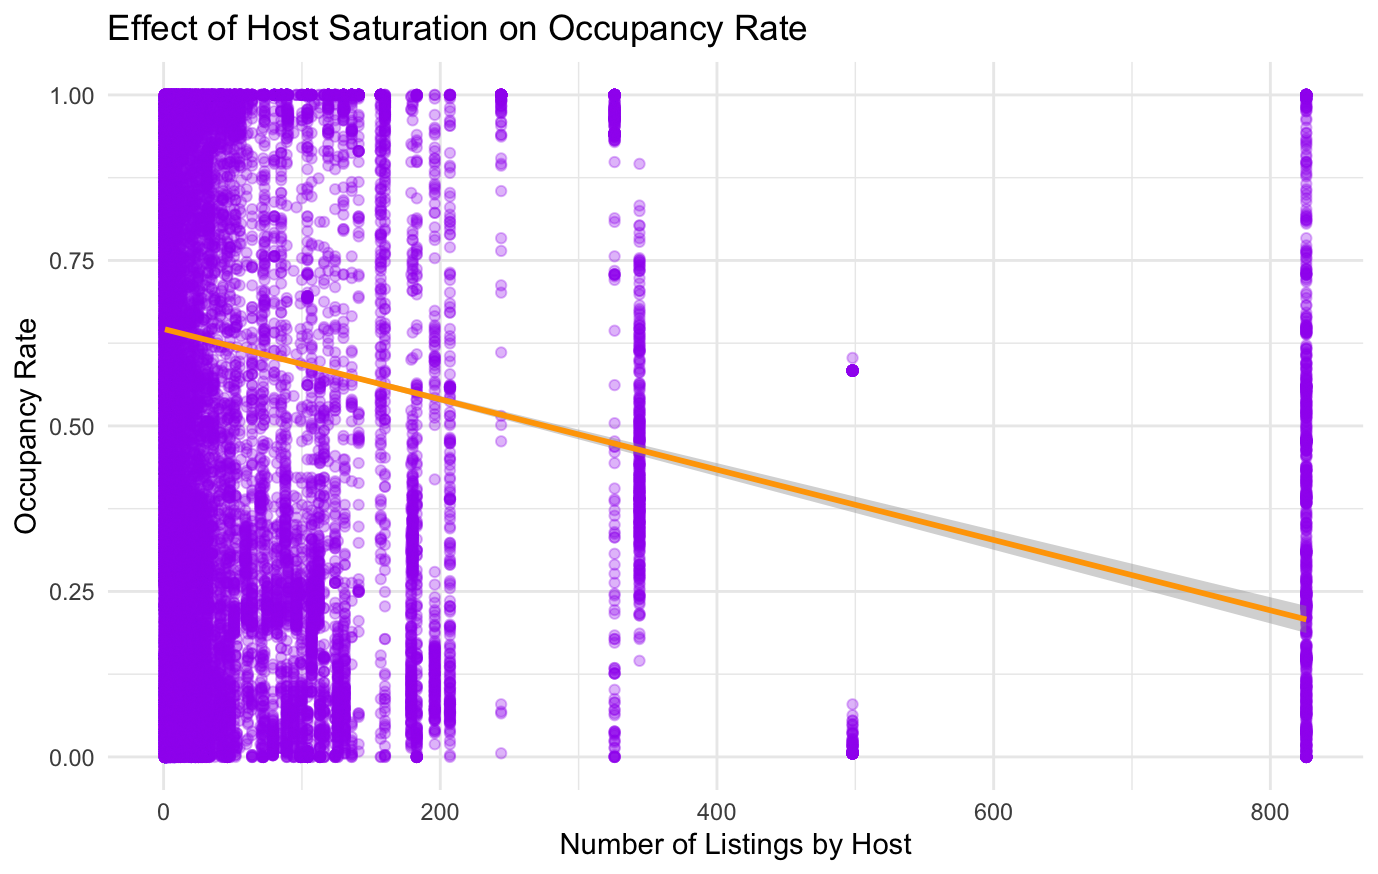 Effect of Host Saturation on Occupancy Rate
1.00
0.75
0.50
0.25
0.00
Occupancy Rate
0 200 400 600 800
Number of Listings by Host